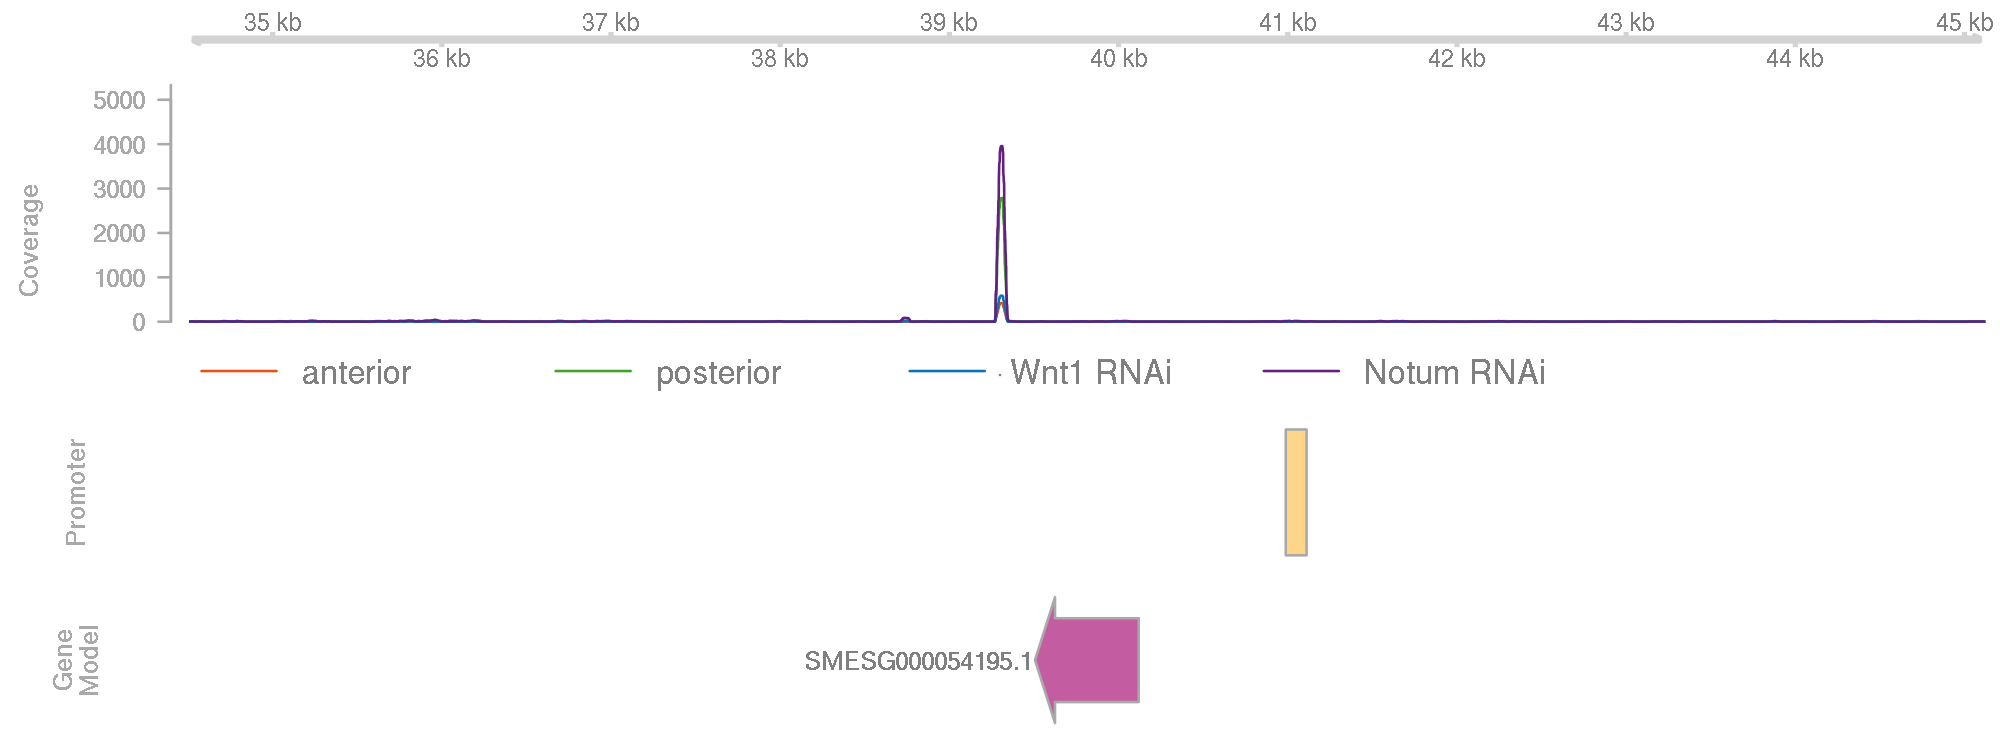 35 kb 37 kb 39 kb 41 kb 43 kb 45 kb
36 kb 38 kb 40 kb 42 kb 44 kb
Coverage
5000
4000
3000
2000
1000
0
anterior posterior Wnt1 RNAi Notum RNAi
Promoter
Gene
Model
SMESG000054195.1